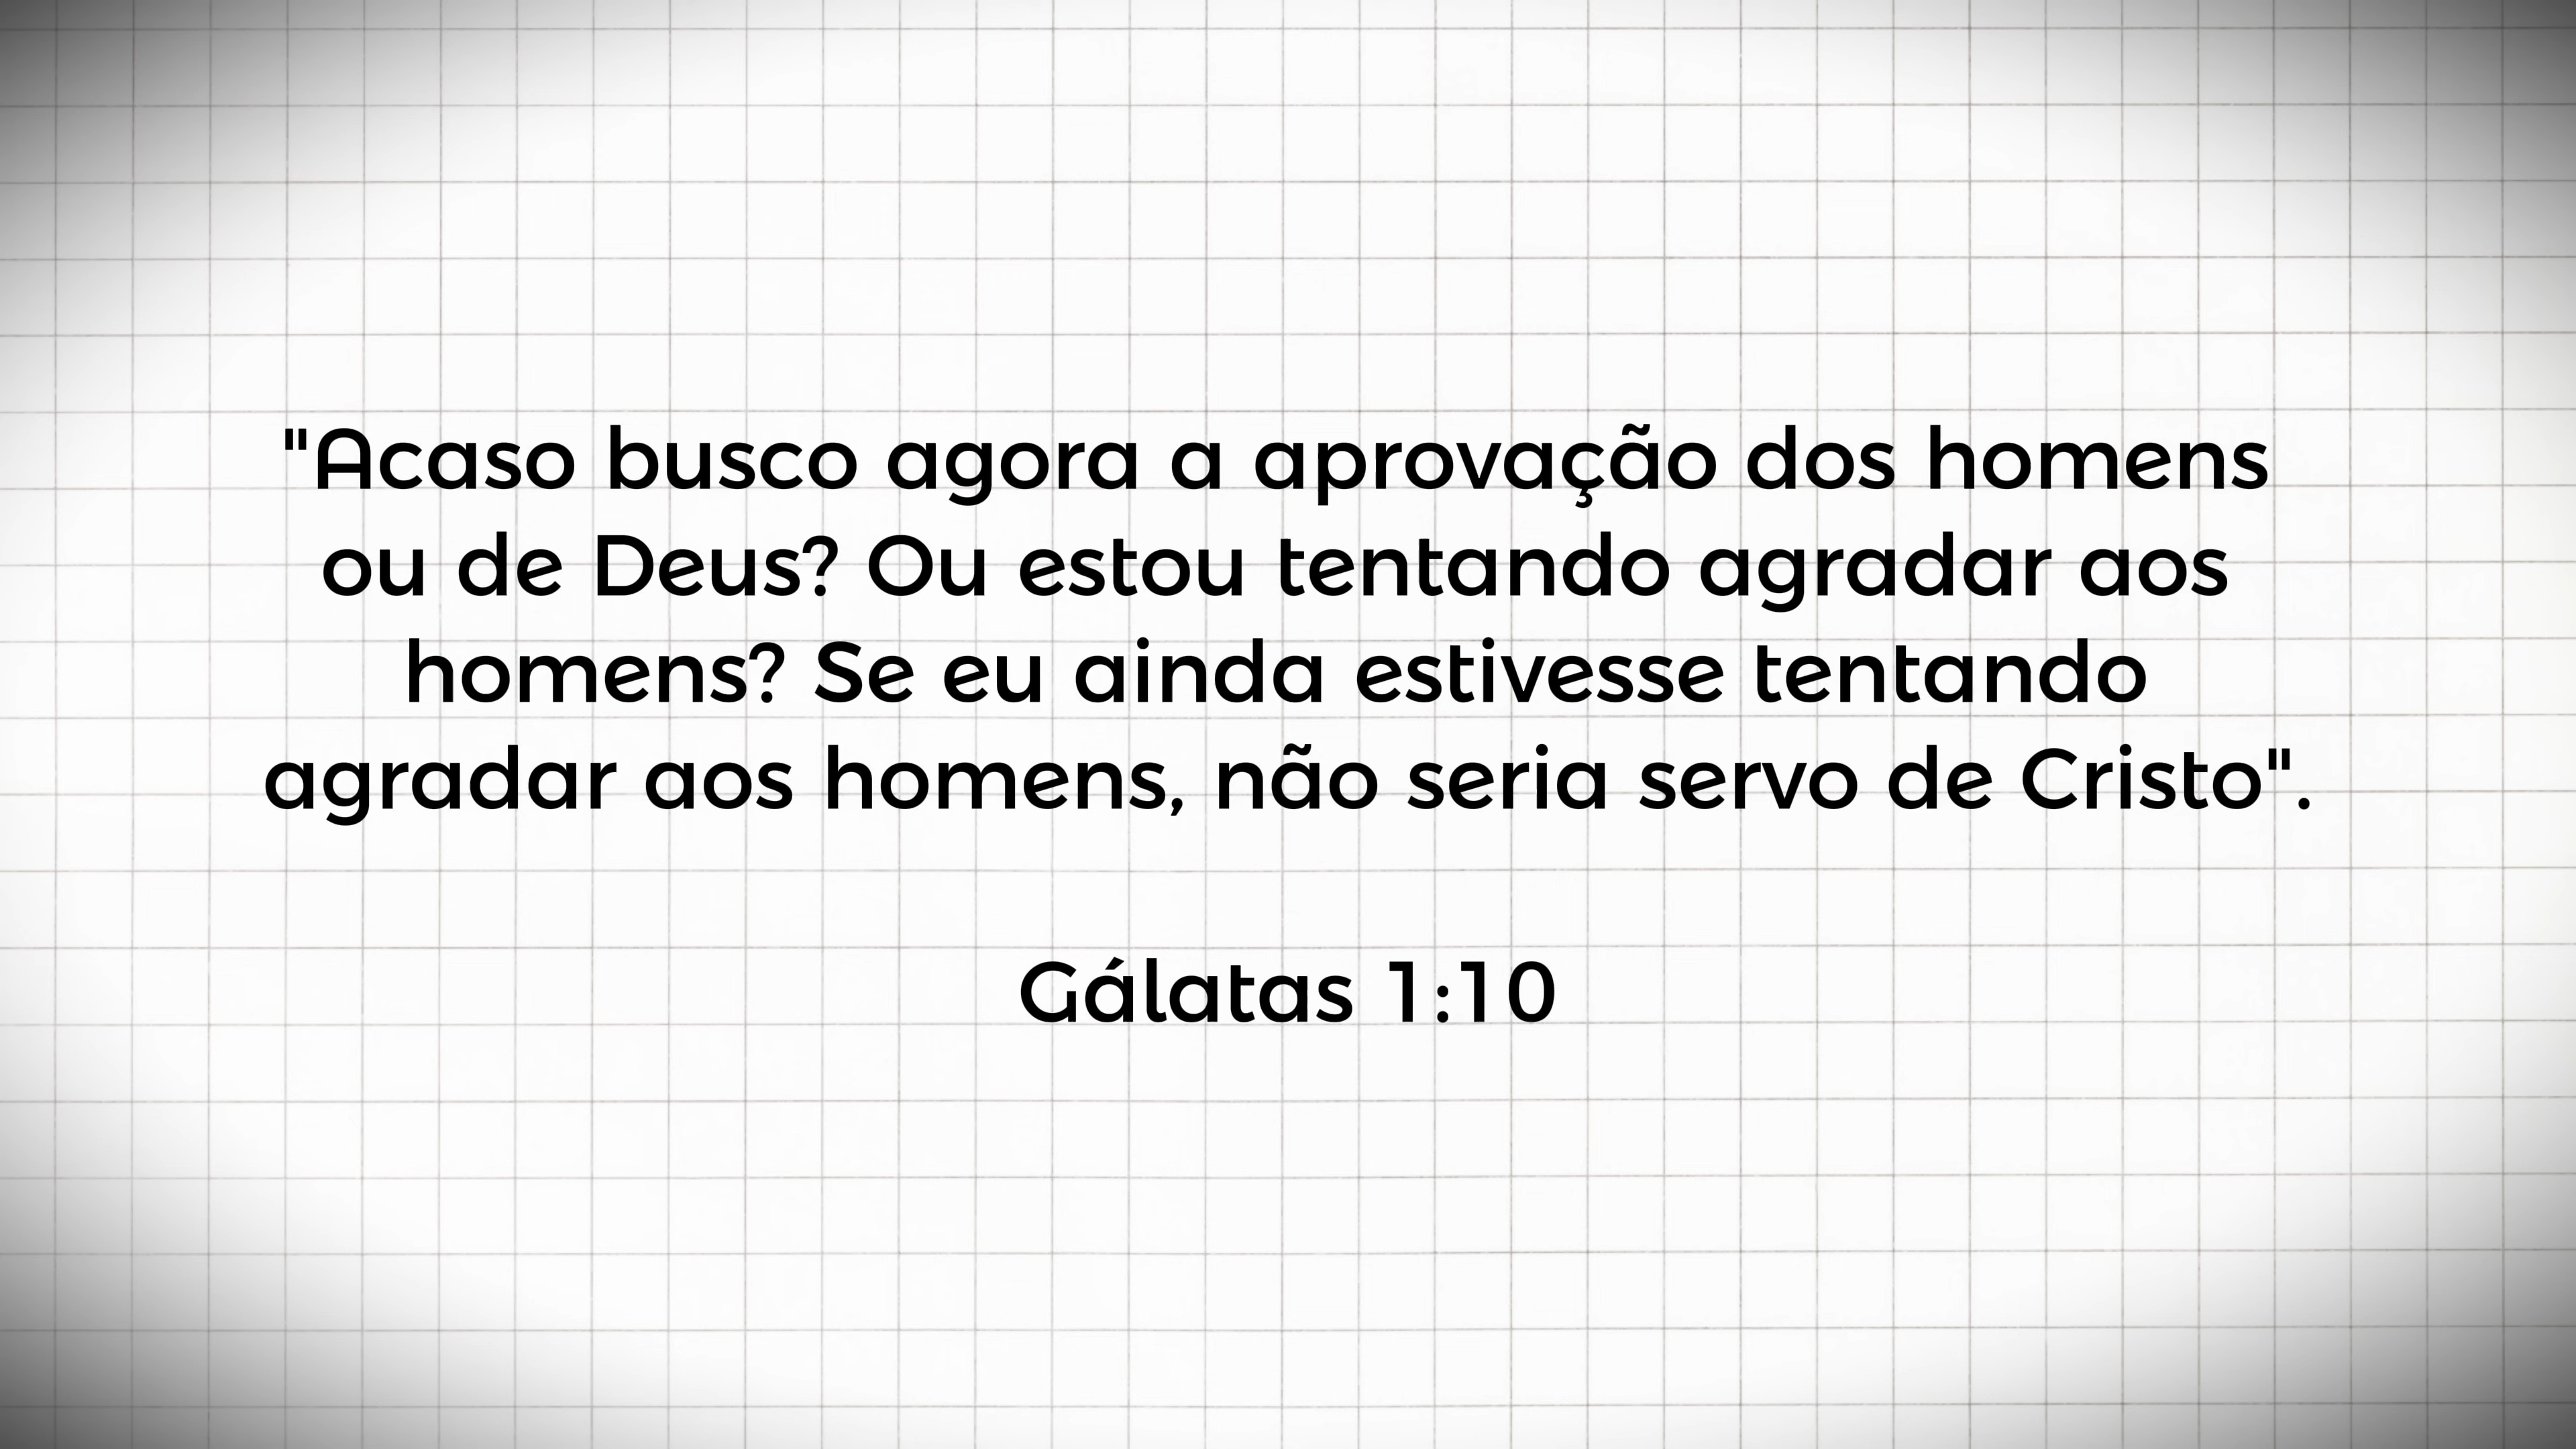 "Acaso busco agora a aprovação dos homens
ou de Deus? Ou estou tentando agradar aos
homens? Se eu ainda estivesse tentando
agradar aos homens, não seria servo de Cristo".
Gálatas 1:10